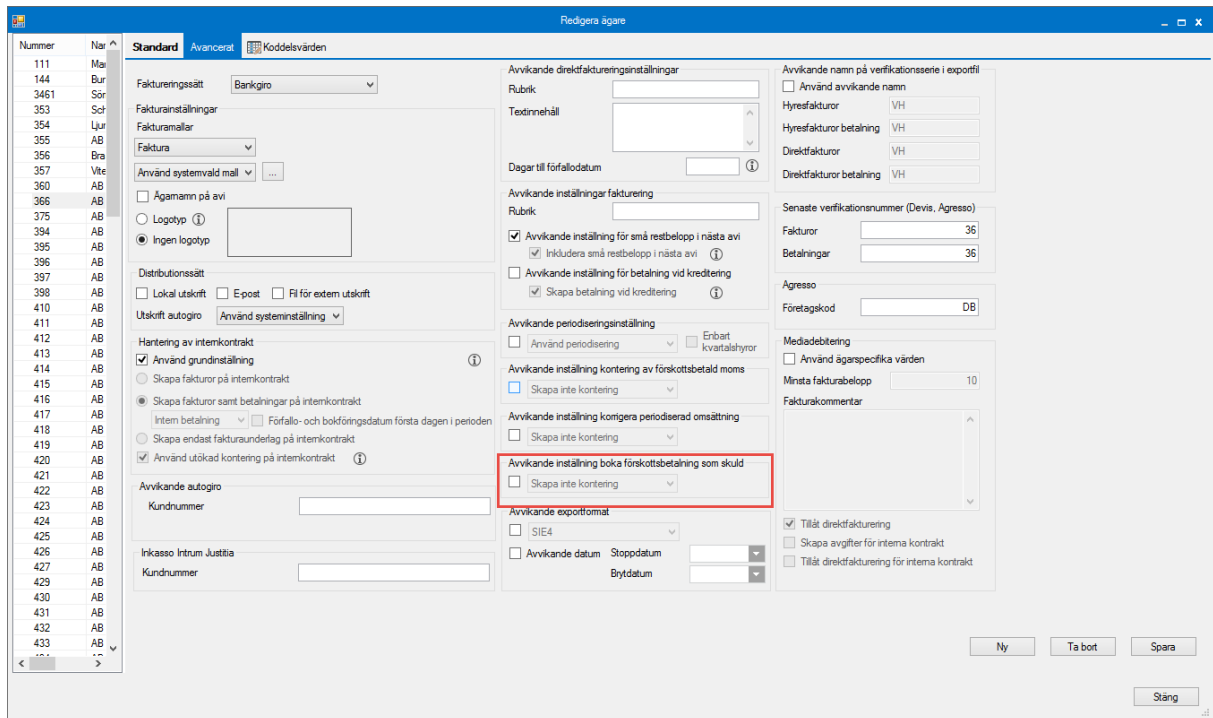 Redigera ägare
Nummer
Nar
111
Mar
144
Bur
3461
Sör
353
Sch
354
Ljur
355
AB
356
Bra
357
Vite
360
AB
366
AB
375
AB
394
AB
395
AB
396
AB
397
AB
398
AB
410
AB
411
AB
412
AB
413
AB
414
AB
415
AB
416
AB
417
AB
418
AB
419
AB
420
AB
421
AB
422
AB
423
AB
424
AB
425
AB
426
AB
427
AB
429
AB
430
AB
431
AB
432
AB
433
AB
Standard
Avancerat
Koddelsvärden
Faktureringssätt
Bankgiro
Fakturainställningar
Fakturamallar
Faktura
Använd systemvald mall
...
Ägarnamn på avi
Logotyp
Ingen logotyp
Distributionssätt
Lokal utskrift
E-post
Fil för extern utskrift
Utskrift autogiro
Använd systeminställning
Hantering av internkontrakt
Använd grundinställning
Skapa fakturor på internkontrakt
Skapa fakturor samt betalningar på internkontrakt
Intern betalning
Förfallo- och bokföringsdatum första dagen i perioden
Skapa endast fakturaunderlag på internkontrakt
Använd utökad kontering på internkontrakt
Avvikande autogiro
Kundnummer
Inkasso Intrum Justitia
Kundnummer
Avvikande direktfaktureringsinställningar
Rubrik
Textinnehåll
Dagar till förfallodatum
Avvikande inställningar fakturering
Rubrik
Avvikande inställning för små restbelopp i nästa avi
Inkludera små restbelopp i nästa avi
Avvikande inställning för betalning vid kreditering
Skapa betalning vid kreditering
Avvikande periodiseringsinställning
Använd periodisering
Enbart
kvartalshyror
Avvikande inställning kontering av förskottsbetald moms
Skapa inte kontering
Avvikande inställning korrigera periodiserad omsättning
Skapa inte kontering
Avvikande inställning boka förskottsbetalning som skuld
Skapa inte kontering
Avvikande exportformat
SIE4
Avvikande datum
Stoppdatum
Brytdatum
Avvikande namn på verifikationsserie i exportfil
Använd avvikande namn
Hyresfakturor
VH
Hyresfakturor betalning
VH
Direktfakturor
VH
Direktfakturor betalning
VH
Senaste verifikationsnummer (Devis, Agresso)
Fakturor
36
Betalningar
36
Agresso
Företagskod
DB
Mediadebitering
Använd ägarspecifika värden
Minsta fakturabelopp
10
Fakturakommentar
Tillåt direktfakturering
Skapa avgifter för interna kontrakt
Tillåt direktfakturering för interna kontrakt
Ny
Ta bort
Spara
Stäng